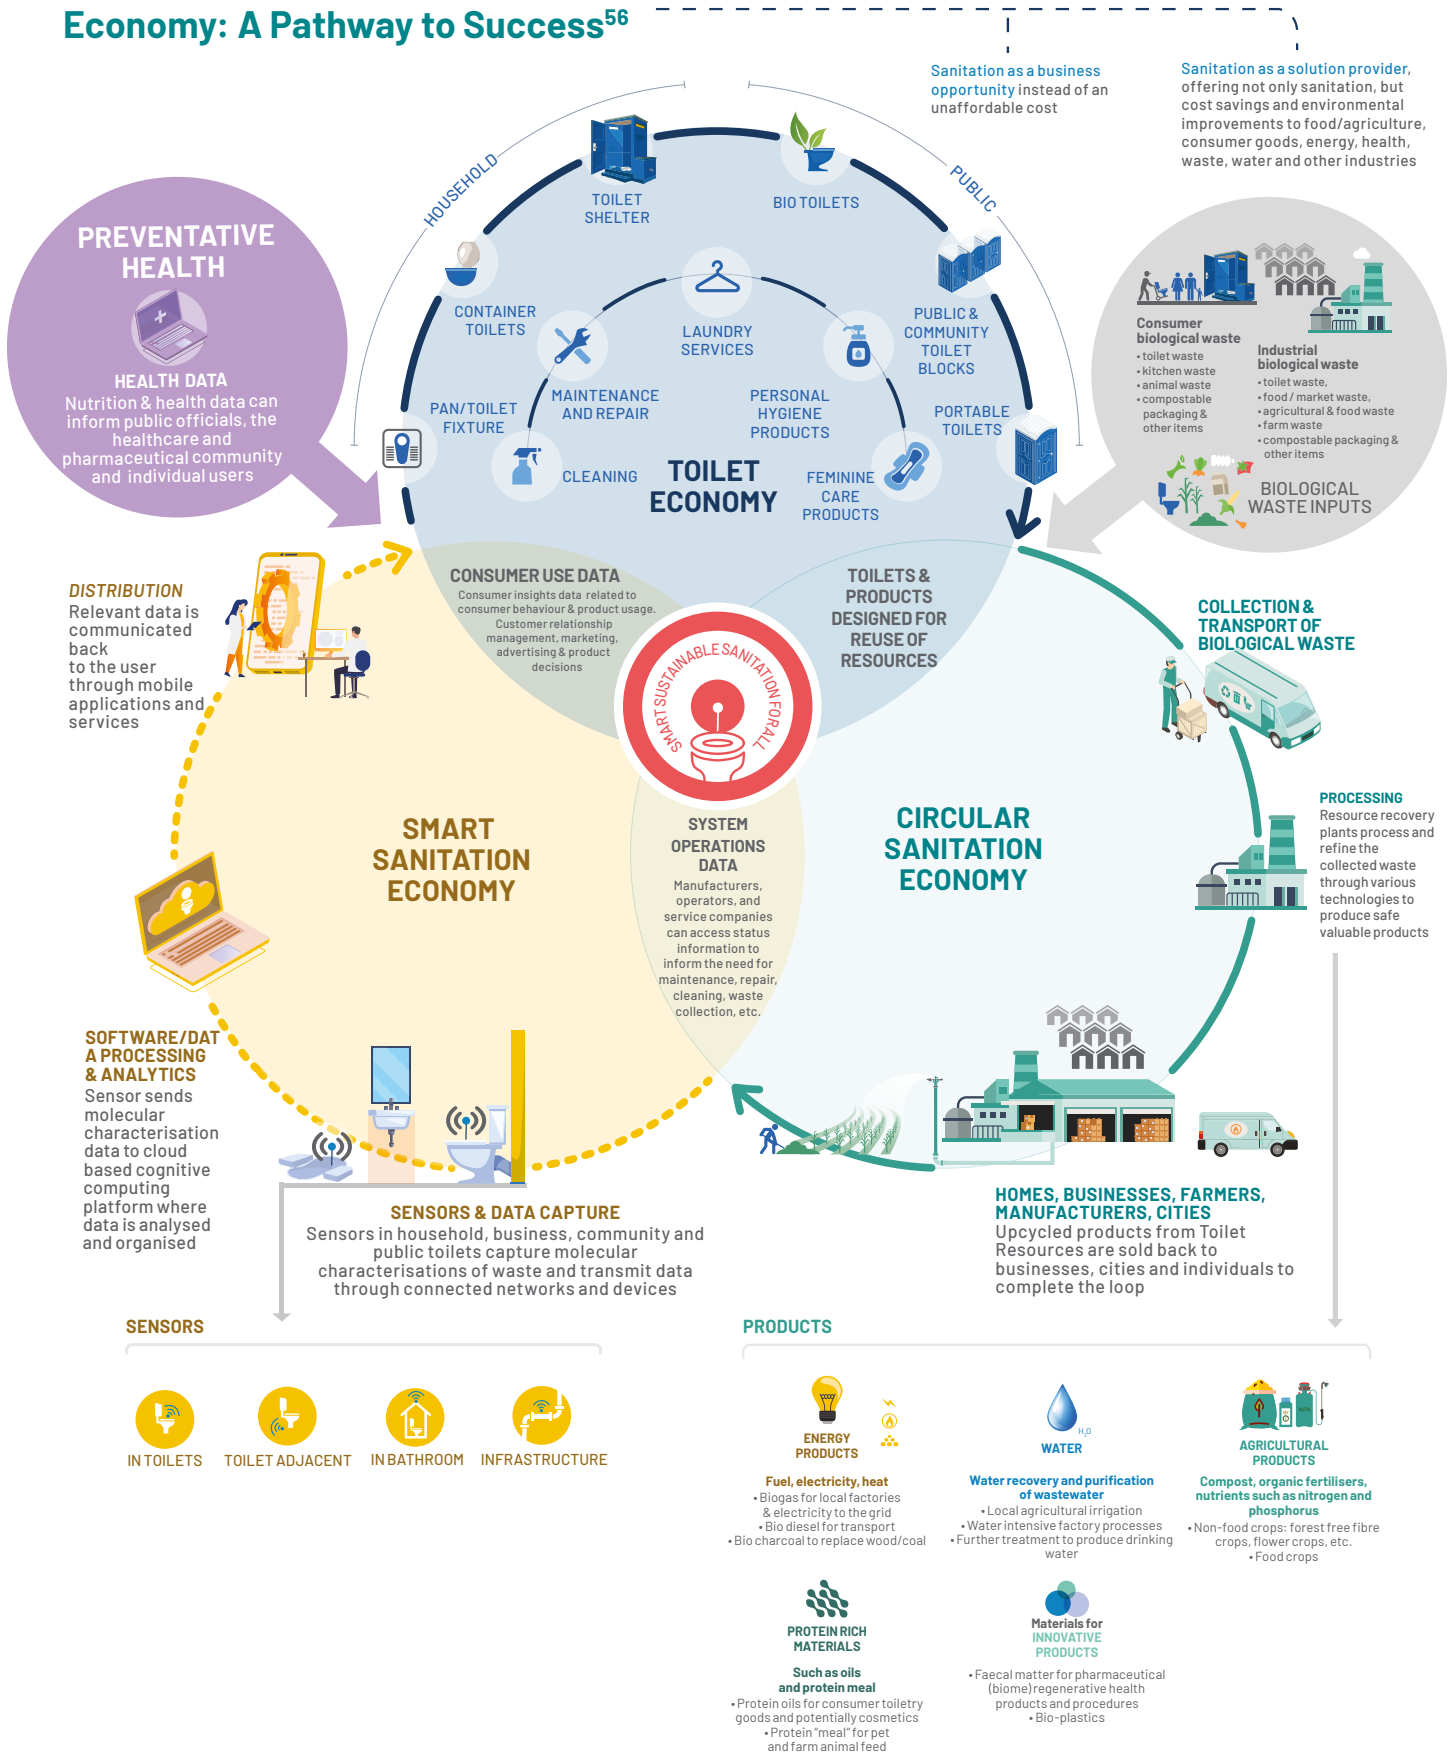 Economy: A Pathway to Success56
Sanitation as a business
opportunity instead of an
unaffordable cost
Sanitation as a solution provider,
offering not only sanitation, but
cost savings and environmental
improvements to food/agriculture,
consumer goods, energy, health,
waste, water and other industries
HOUSEHOLD
PUBLIC
TOILET
SHELTER
BIO TOILETS
CONTAINER
TOILETS
PUBLIC &
COMMUNITY
TOILET
BLOCKS
PAN/TOILET
FIXTURE
PORTABLE
TOILETS
LAUNDRY
SERVICES
MAINTENANCE
AND REPAIR
PERSONAL
HYGIENE
PRODUCTS
CLEANING
FEMININE
CARE
PRODUCTS
TOILET
ECONOMY
PREVENTATIVE
HEALTH
HEALTH DATA
Nutrition & health data can
inform public officials, the
healthcare and
pharmaceutical community
and individual users
Consumer
biological waste
• toilet waste
• kitchen waste
• animal waste
• compostable
packaging &
other items
Industrial
biological waste
• toilet waste,
• food / market waste,
• agricultural & food waste
• farm waste
• compostable packaging &
other items
BIOLOGICAL
WASTE INPUTS
CONSUMER USE DATA
Consumer insights data related to
consumer behaviour & product usage.
Customer relationship
management, marketing,
advertising & product
decisions
TOILETS &
PRODUCTS
DESIGNED FOR
REUSE OF
RESOURCES
SMART SUSTAINABLE SANITATION FOR ALL
DISTRIBUTION
Relevant data is
communicated
back
to the user
through mobile
applications and
services
COLLECTION &
TRANSPORT OF
BIOLOGICAL WASTE
SMART
SANITATION
ECONOMY
CIRCULAR
SANITATION
ECONOMY
SYSTEM
OPERATIONS
DATA
Manufacturers,
operators, and
service companies
can access status
information to
inform the need for
maintenance, repair,
cleaning, waste
collection, etc.
PROCESSING
Resource recovery
plants process and
refine the
collected waste
through various
technologies to
produce safe
valuable products
SOFTWARE/DAT
A PROCESSING
& ANALYTICS
Sensor sends
molecular
characterisation
data to cloud
based cognitive
computing
platform where
data is analysed
and organised
SENSORS & DATA CAPTURE
Sensors in household, business, community and
public toilets capture molecular
characterisations of waste and transmit data
through connected networks and devices
HOMES, BUSINESSES, FARMERS,
MANUFACTURERS, CITIES
Upcycled products from Toilet
Resources are sold back to
businesses, cities and individuals to
complete the loop
SENSORS
IN TOILETS
TOILET ADJACENT
IN BATHROOM
INFRASTRUCTURE
PRODUCTS
ENERGY
PRODUCTS
Fuel, electricity, heat
• Biogas for local factories
& electricity to the grid
• Bio diesel for transport
• Bio charcoal to replace wood/coal
H2O
WATER
Water recovery and purification
of wastewater
• Local agricultural irrigation
• Water intensive factory processes
• Further treatment to produce drinking
water
NPK
AGRICULTURAL
PRODUCTS
Compost, organic fertilisers,
nutrients such as nitrogen and
phosphorus
• Non-food crops: forest free fibre
crops, flower crops, etc.
• Food crops
PROTEIN RICH
MATERIALS
Such as oils
and protein meal
• Protein oils for consumer toiletry
goods and potentially cosmetics
• Protein "meal" for pet
and farm animal feed
Materials for
INNOVATIVE
PRODUCTS
• Faecal matter for pharmaceutical
(biome) regenerative health
products and procedures
• Bio-plastics